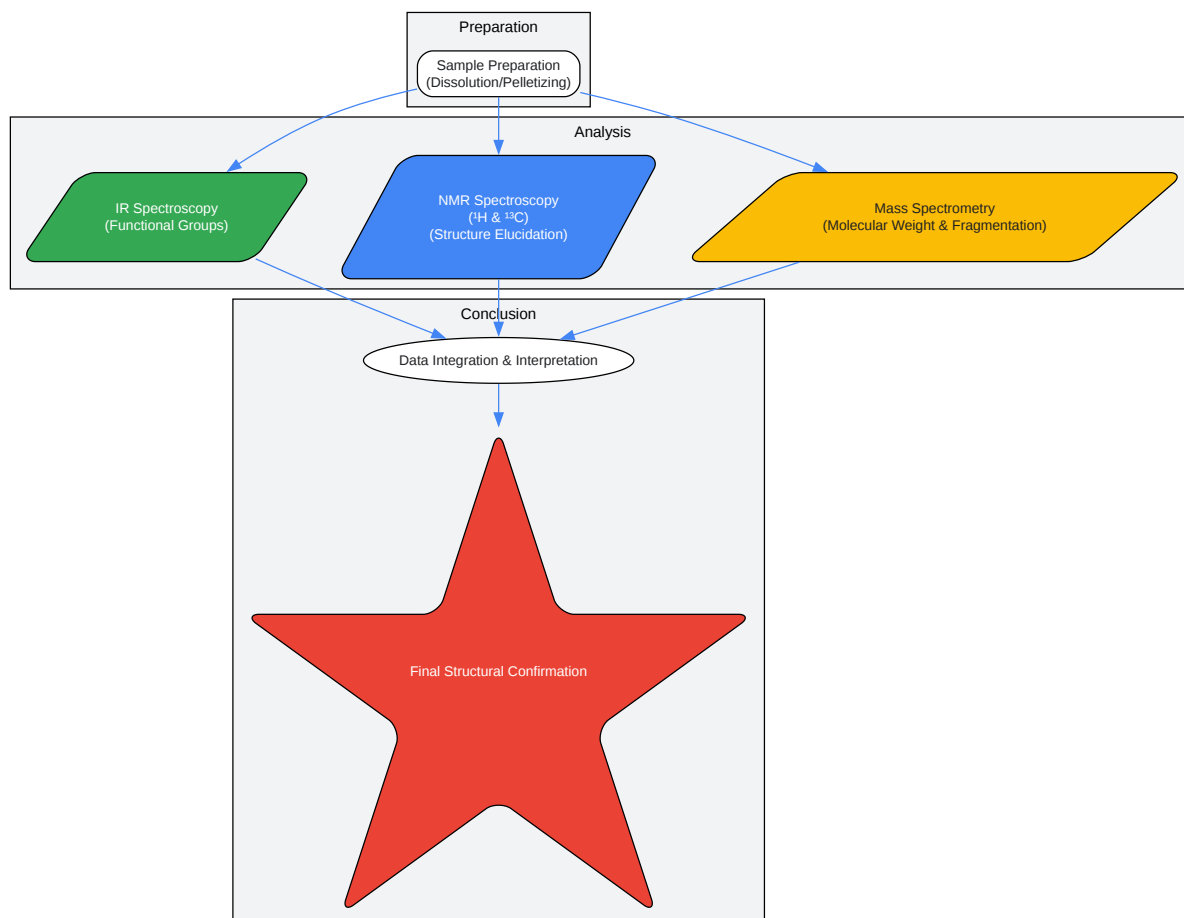 Preparation
Sample Preparation
(Dissolution/Pelletizing)
Analysis
IR Spectroscopy
(Functional Groups)
NMR Spectroscopy
(¹H & ¹³C)
(Structure Elucidation)
Mass Spectrometry
(Molecular Weight & Fragmentation)
Conclusion
Data Integration & Interpretation
Final Structural Confirmation